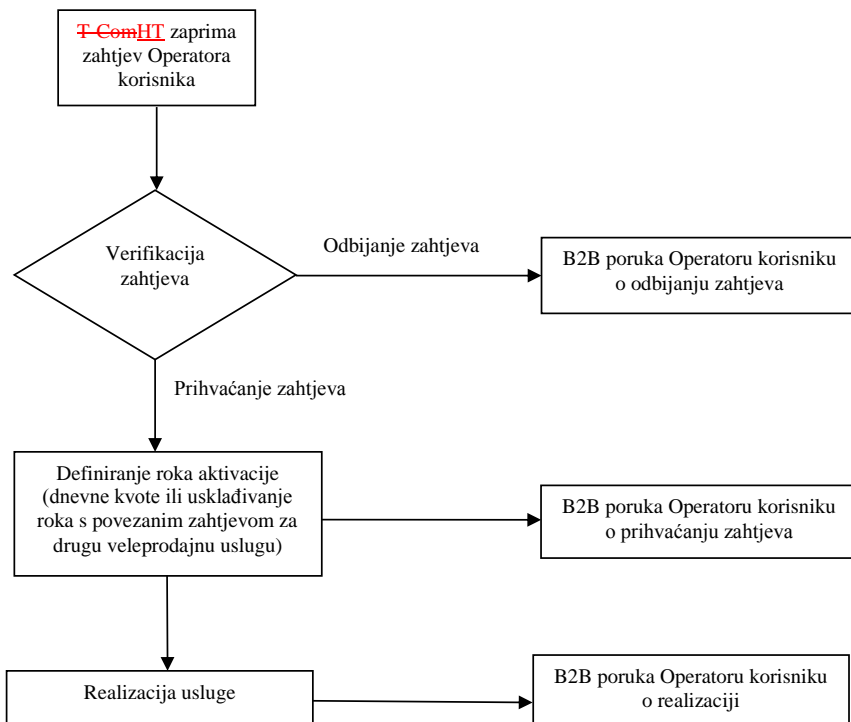 T-ComHT zaprima
zahtjev Operatora
korisnika
Verifikacija
zahtjeva
Odbijanje zahtjeva
B2B poruka Operatoru korisniku
o odbijanju zahtjeva
Prihvaćanje zahtjeva
Definiranje roka aktivacije
(dnevne kvote ili usklađivanje
roka s povezanim zahtjevom za
drugu veleprodajnu uslugu)
B2B poruka Operatoru korisniku
o prihvaćanju zahtjeva
Realizacija usluge
B2B poruka Operatoru korisniku
o realizaciji